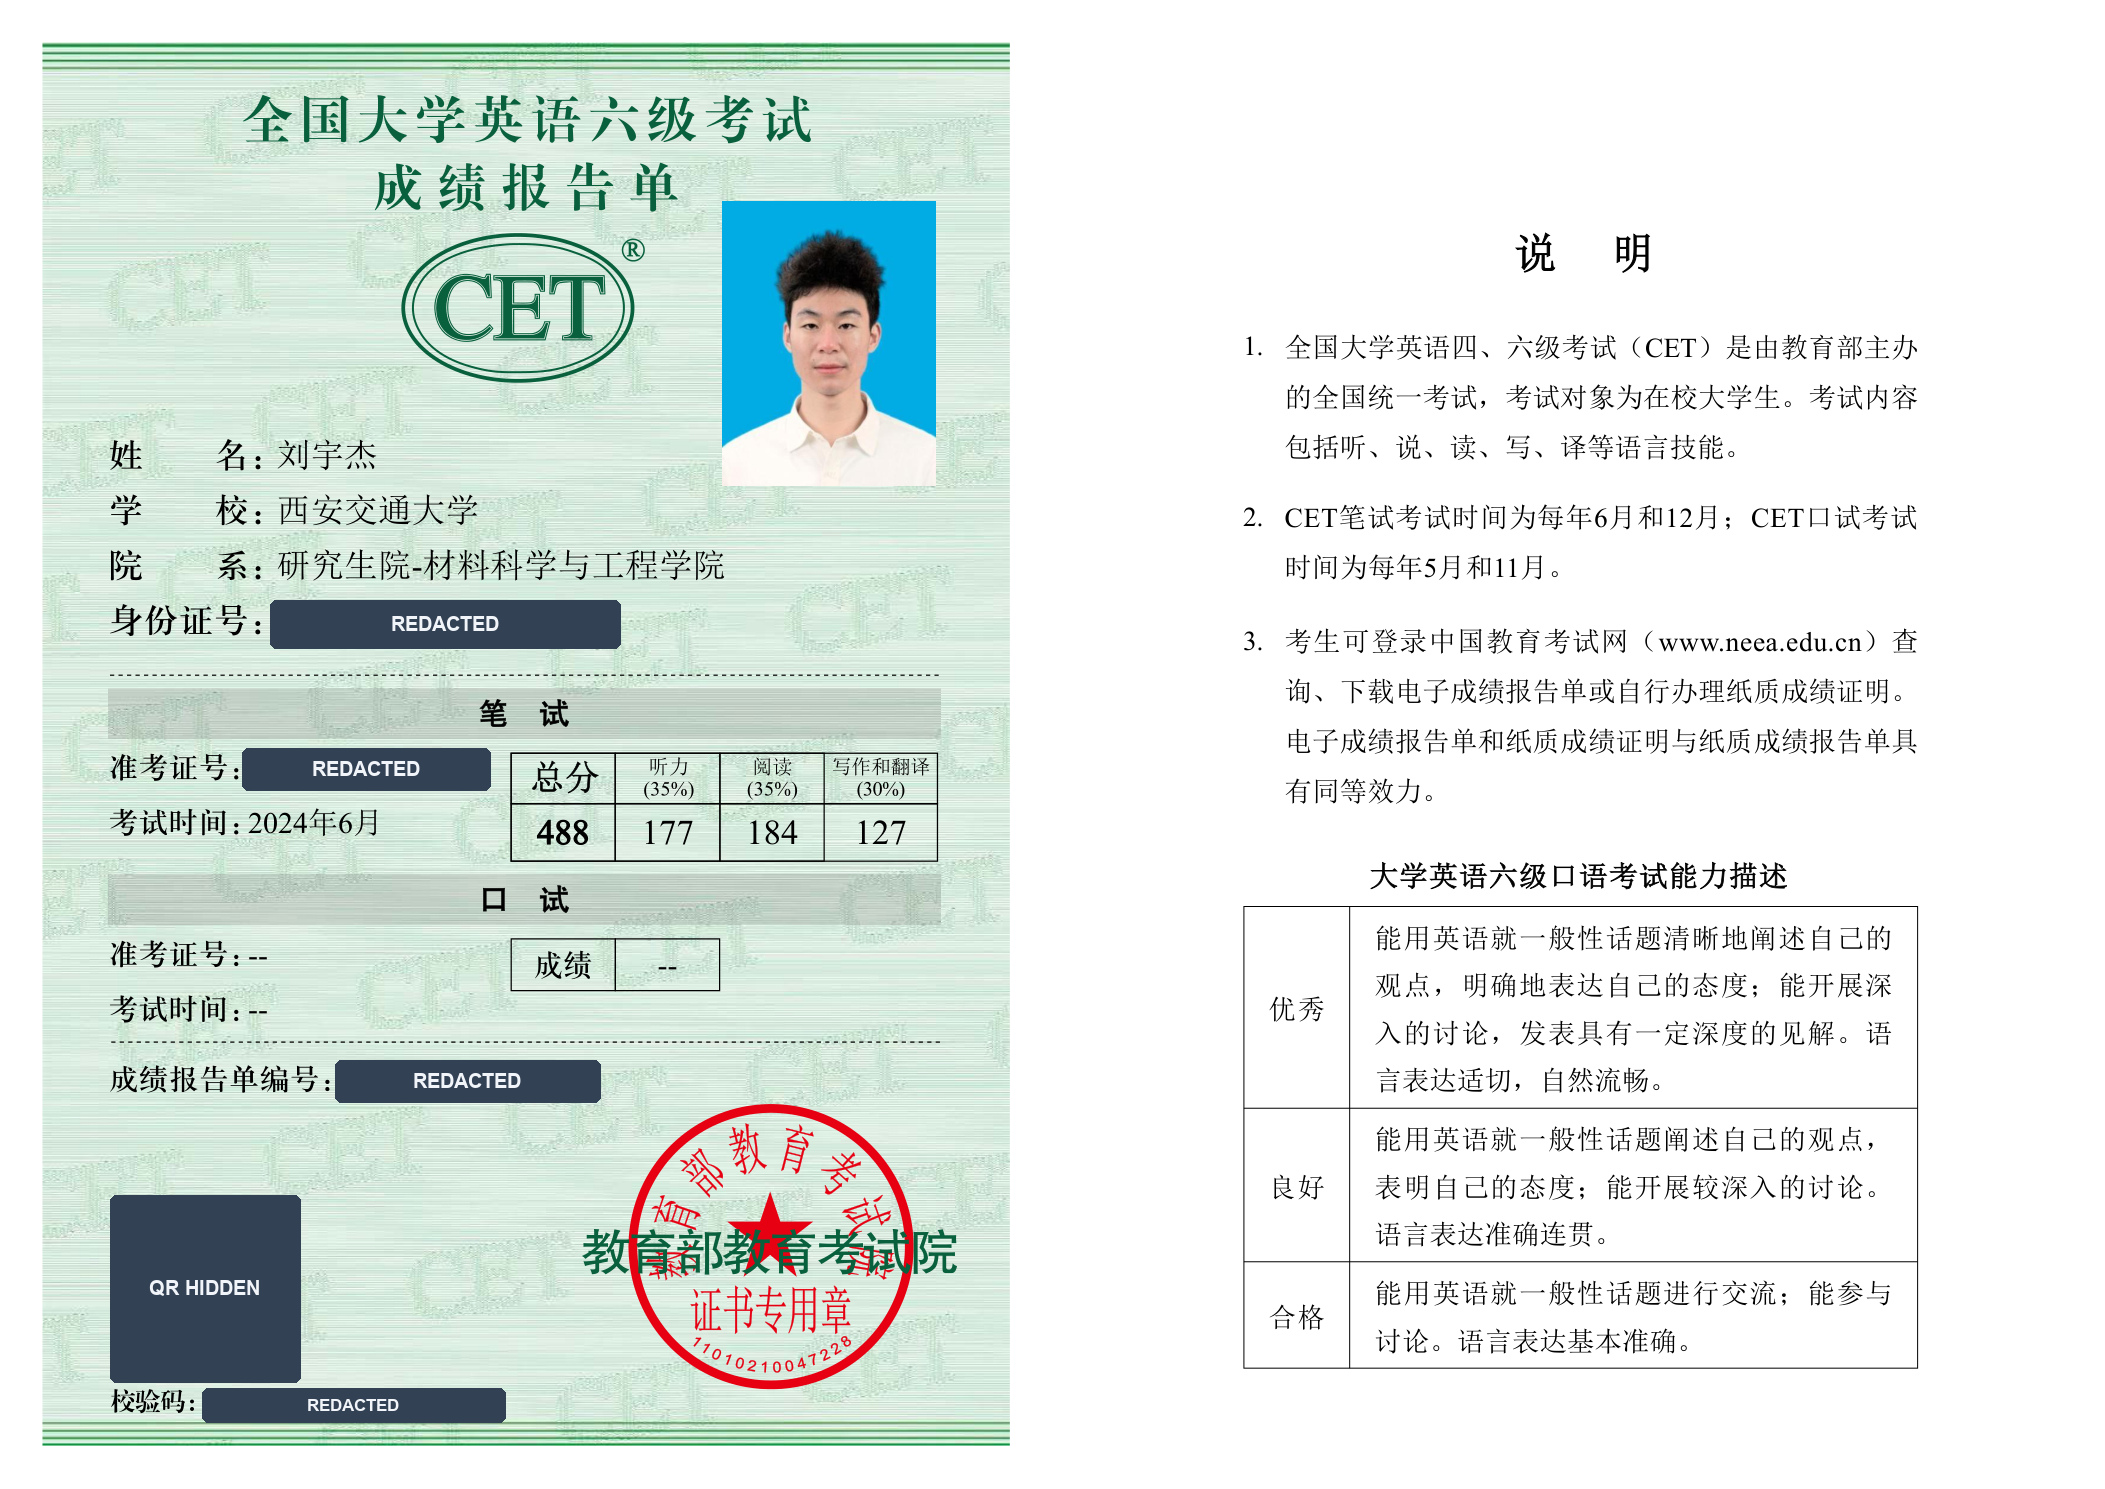 全国大学英语六级考试
成绩报告单
CET®
姓 名：刘宇杰
学 校：西安交通大学
院 系：研究生院-材料科学与工程学院
身份证号：REDACTED
笔 试
准考证号：REDACTED
考试时间：2024年6月
总分 听力(35%) 阅读(35%) 写作和翻译(30%)
488 177 184 127
口 试
准考证号：--
考试时间：--
成绩 --
成绩报告单编号：REDACTED
QR HIDDEN
校验码：REDACTED
教育部教育考试院
教育部教育考试院
证书专用章
11010210047228
说 明
1. 全国大学英语四、六级考试（CET）是由教育部主办
的全国统一考试，考试对象为在校大学生。考试内容
包括听、说、读、写、译等语言技能。
2. CET笔试考试时间为每年6月和12月；CET口试考试
时间为每年5月和11月。
3. 考生可登录中国教育考试网（www.neea.edu.cn）查
询、下载电子成绩报告单或自行办理纸质成绩证明。
电子成绩报告单和纸质成绩证明与纸质成绩报告单具
有同等效力。
大学英语六级口语考试能力描述
优秀
能用英语就一般性话题清晰地阐述自己的
观点，明确地表达自己的态度；能开展深
入的讨论，发表具有一定深度的见解。语
言表达适切，自然流畅。
良好
能用英语就一般性话题阐述自己的观点，
表明自己的态度；能开展较深入的讨论。
语言表达准确连贯。
合格
能用英语就一般性话题进行交流；能参与
讨论。语言表达基本准确。